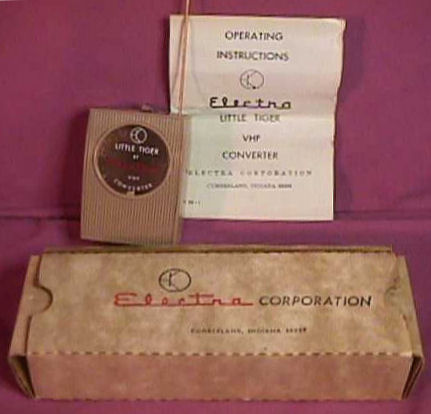 OPERATING
INSTRUCTIONS
Electra
LITTLE TIGER
VHF
CONVERTER
ELECTRA CORPORATION
CUMBERLAND, INDIANA
LITTLE TIGER
BY
VHF
CONVERTER
Electra CORPORATION
CUMBERLAND, INDIANA